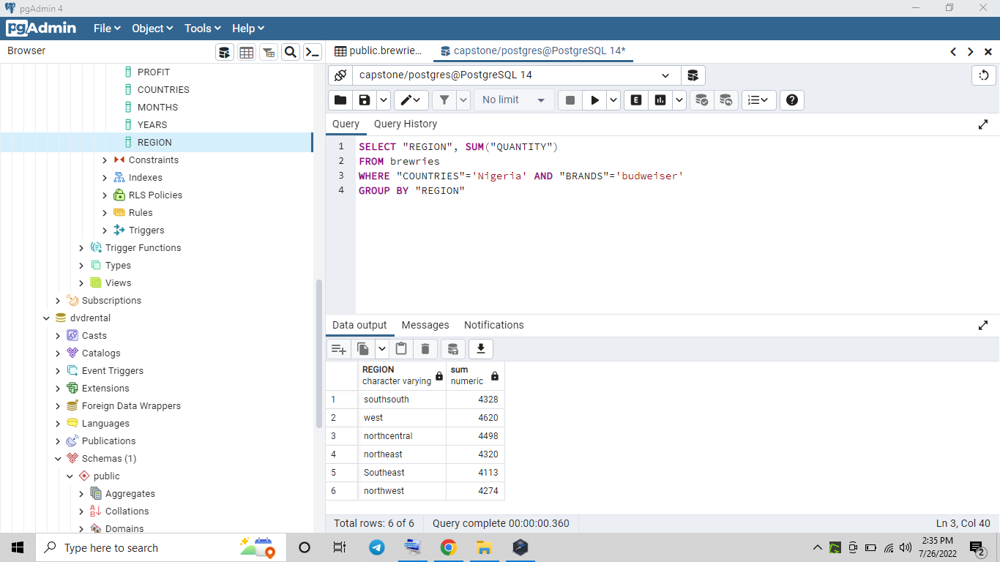 pgAdmin 4
pgAdmin File Object Tools Help
Browser
PROFIT
COUNTRIES
MONTHS
YEARS
REGION
Constraints
Indexes
RLS Policies
Rules
Triggers
Trigger Functions
Types
Views
Subscriptions
dvdrental
Casts
Catalogs
Event Triggers
Extensions
Foreign Data Wrappers
Languages
Publications
Schemas (1)
public
Aggregates
Collations
Domains
public.brewrie... capstone/postgres@PostgreSQL 14*
capstone/postgres@PostgreSQL 14
No limit E
Query Query History
1 SELECT "REGION", SUM("QUANTITY")
2 FROM brewries
3 WHERE "COUNTRIES"='Nigeria' AND "BRANDS"='budweiser'
4 GROUP BY "REGION"
Data output Messages Notifications
REGION sum
character varying numeric
1 southsouth 4328
2 west 4620
3 northcentral 4498
4 northeast 4320
5 Southeast 4113
6 northwest 4274
Total rows: 6 of 6 Query complete 00:00:00.360 Ln 3, Col 40
Type here to search
2:35 PM
7/26/2022
2